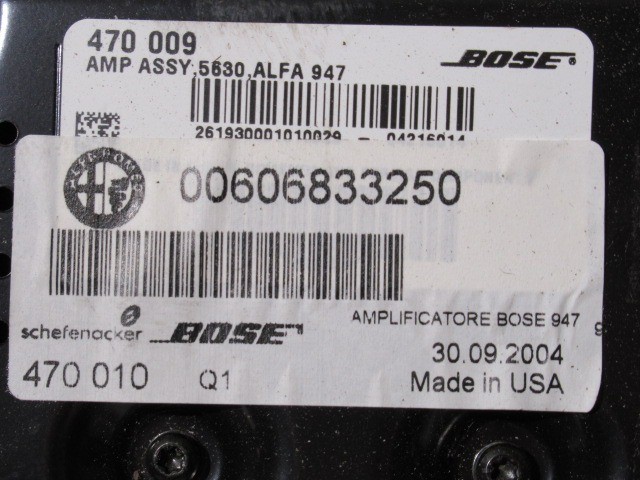 470 009
BOSE®
AMP ASSY,5630,ALFA 947
261930001010029 - 04216014
00606833250
schefenacker
BOSE
AMPLIFICATORE BOSE 947
30.09.2004
470 010
Q1
Made in USA